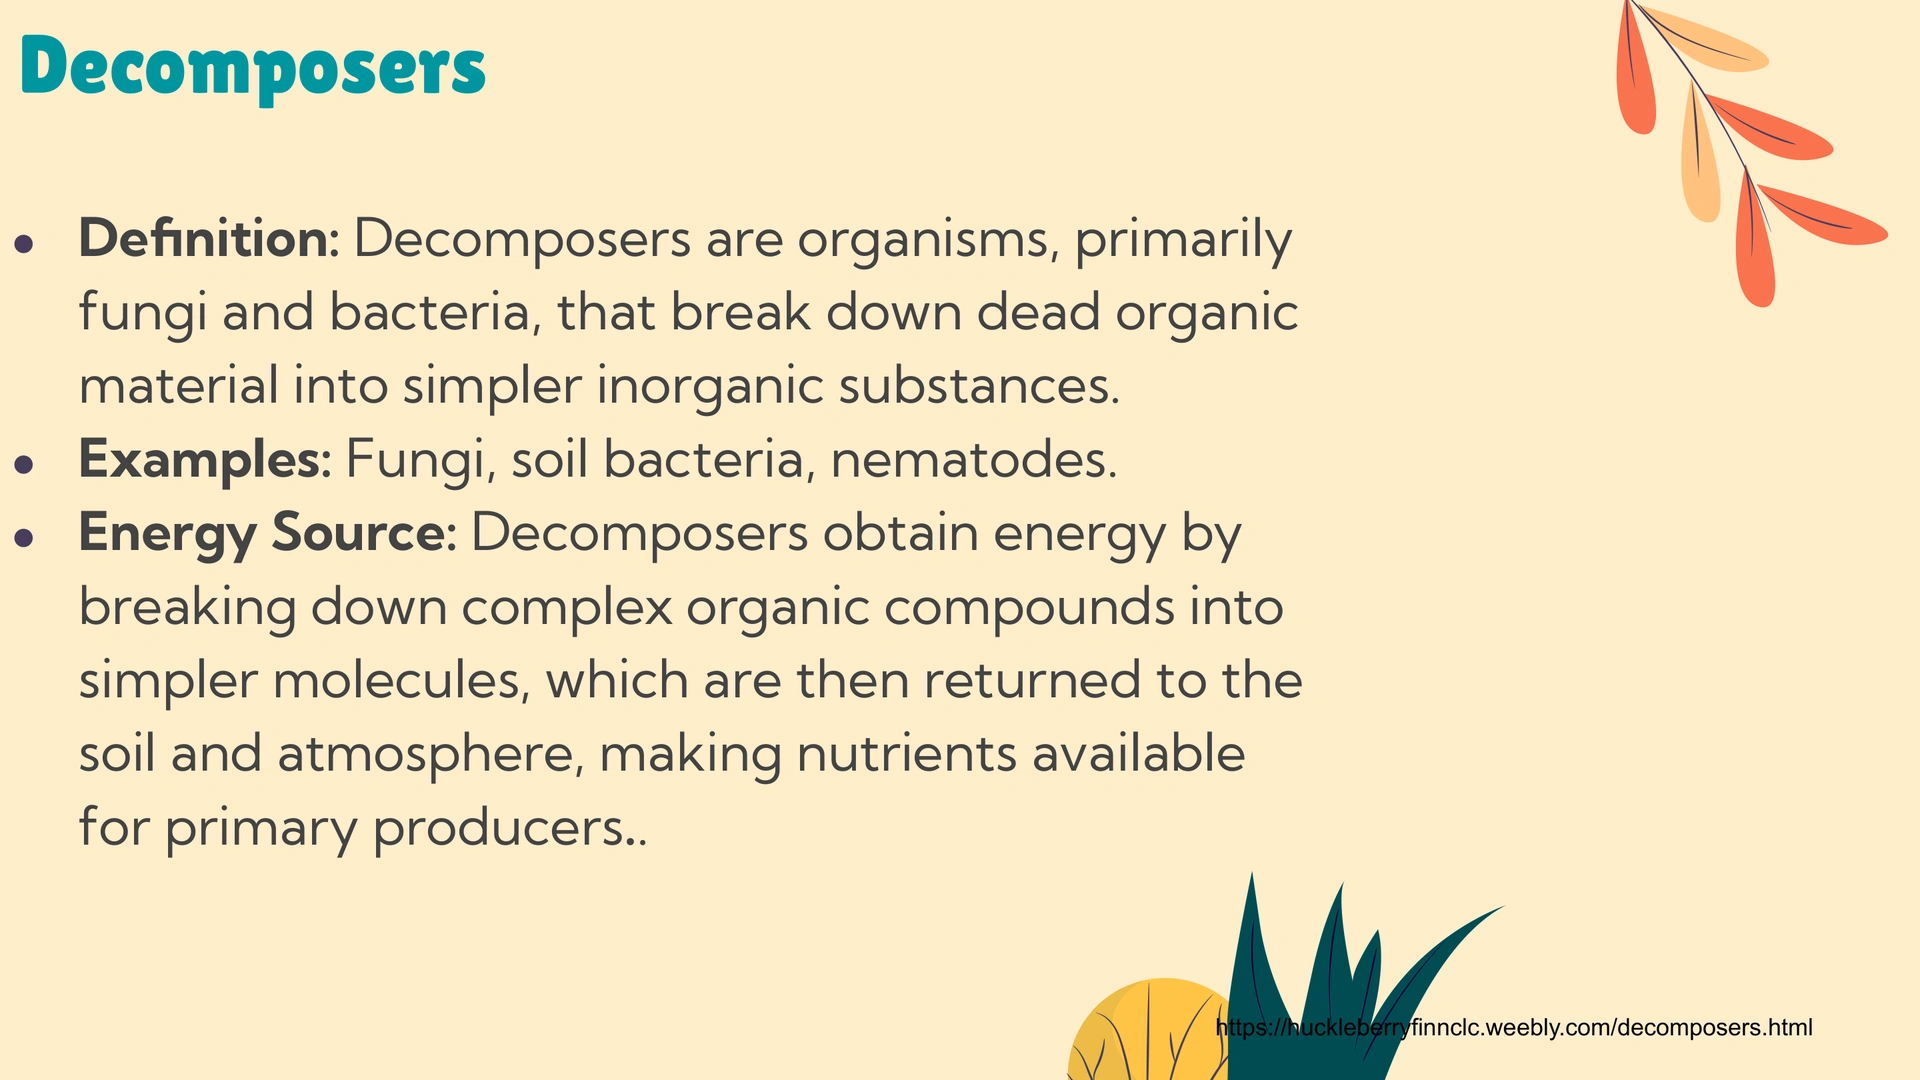 Decomposers
• Definition: Decomposers are organisms, primarily
fungi and bacteria, that break down dead organic
material into simpler inorganic substances.
• Examples: Fungi, soil bacteria, nematodes.
• Energy Source: Decomposers obtain energy by
breaking down complex organic compounds into
simpler molecules, which are then returned to the
soil and atmosphere, making nutrients available
for primary producers..
https://huckleberryfinnclc.weebly.com/decomposers.html